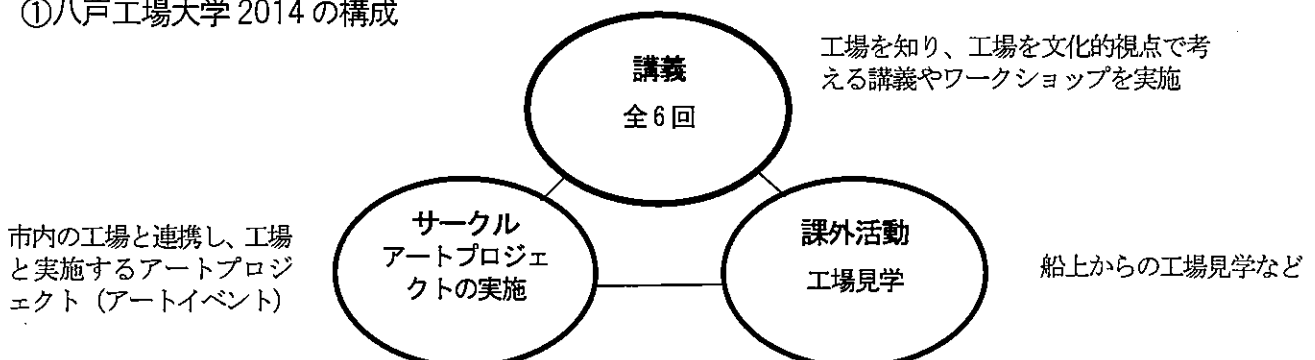 ①八戸工場大学 2014 の構成
講義
全6回
工場を知り、工場を文化的視点で考
える講義やワークショップを実施
市内の工場と連携し、工場
と実施するアートプロジ
ェクト（アートイベント）
サークル
アートプロジェ
クトの実施
課外活動
工場見学
船上からの工場見学など